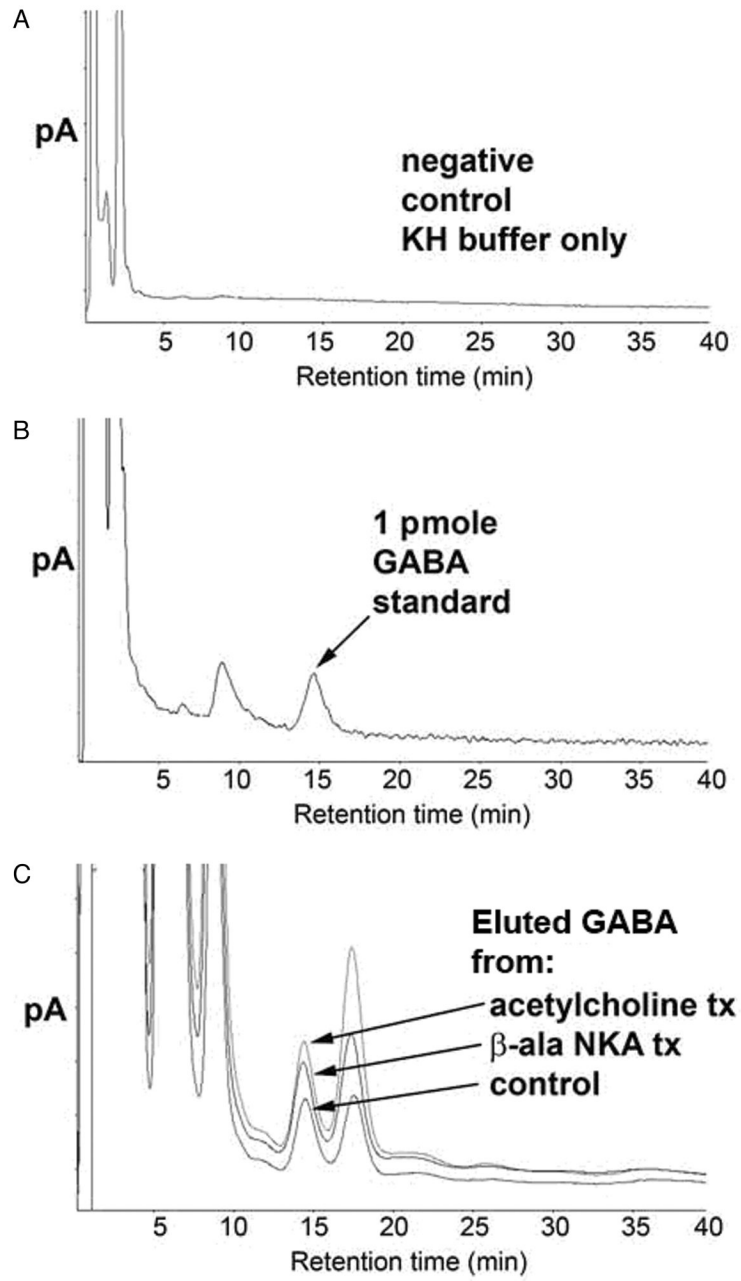 A
pA
negative
control
KH buffer only
5 10 15 20 25 30 35 40
Retention time (min)
B
pA
1 pmole
GABA
standard
5 10 15 20 25 30 35 40
Retention time (min)
C
pA
Eluted GABA
from:
acetylcholine tx
β-ala NKA tx
control
5 10 15 20 25 30 35 40
Retention time (min)